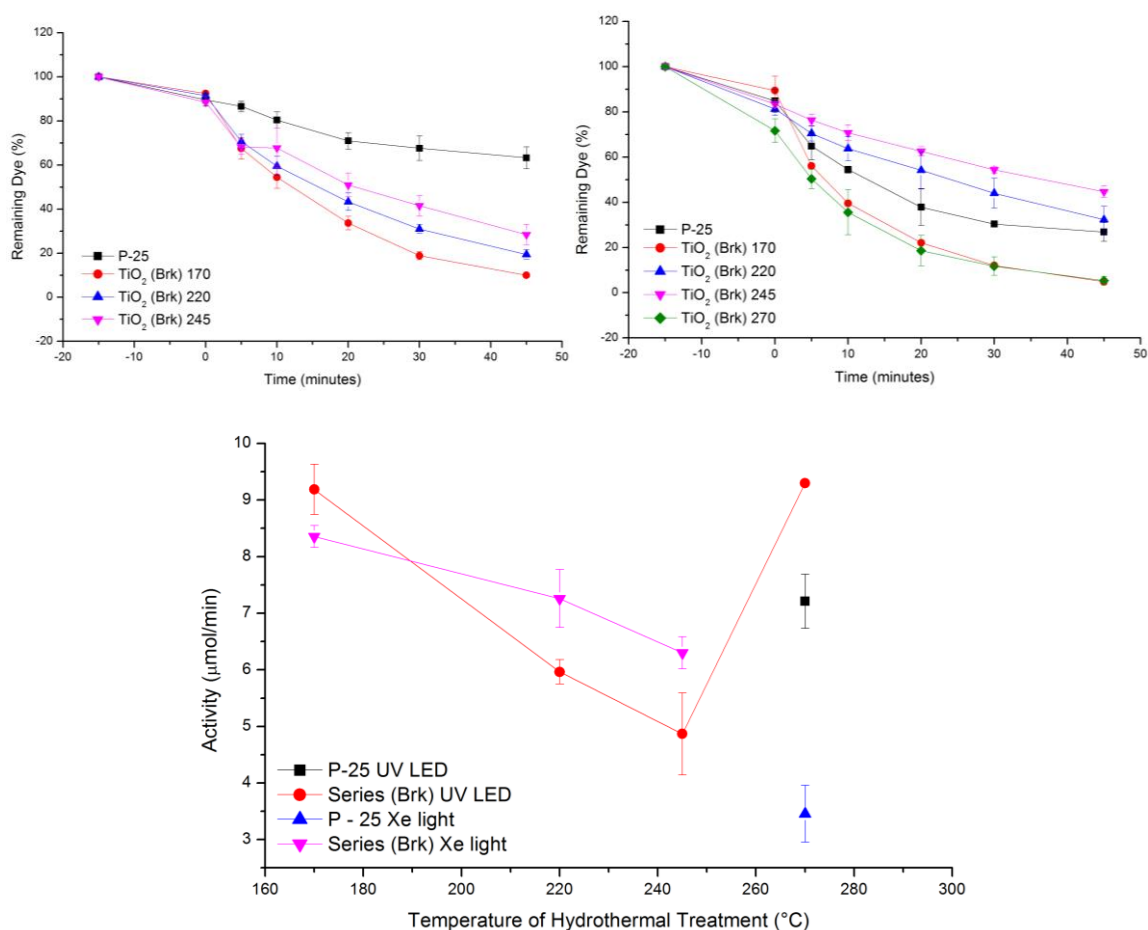 120
100
80
60
40
20
0
-20
-20
-10
0
10
20
30
40
50
Remaining Dye (%)
Time (minutes)
P-25
TiO2 (Brk) 170
TiO2 (Brk) 220
TiO2 (Brk) 245
120
100
80
60
40
20
0
-20
-20
-10
0
10
20
30
40
50
Remaining Dye (%)
Time (minutes)
P-25
TiO2 (Brk) 170
TiO2 (Brk) 220
TiO2 (Brk) 245
TiO2 (Brk) 270
10
9
8
7
6
5
4
3
160
180
200
220
240
260
280
300
Activity (μmol/min)
Temperature of Hydrothermal Treatment (°C)
P-25 UV LED
Series (Brk) UV LED
P - 25 Xe light
Series (Brk) Xe light